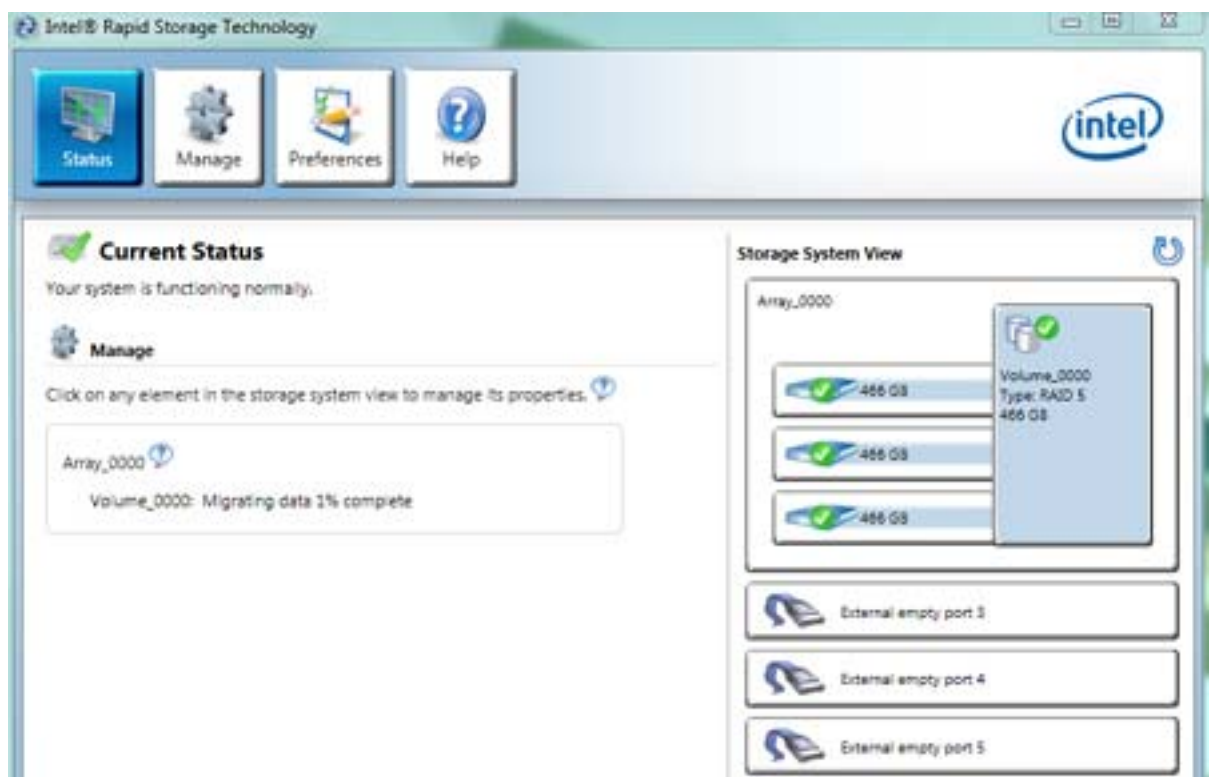 Intel® Rapid Storage Technology
Status
Manage
Preferences
Help
intel
Current Status
Your system is functioning normally.
Manage
Click on any element in the storage system view to manage its properties.
Array_0000
Volume_0000: Migrating data 1% complete
Storage System View
Array_0000
466 GB
466 GB
466 GB
Volume_0000
Type: RAID 5
466 GB
External empty port 3
External empty port 4
External empty port 5